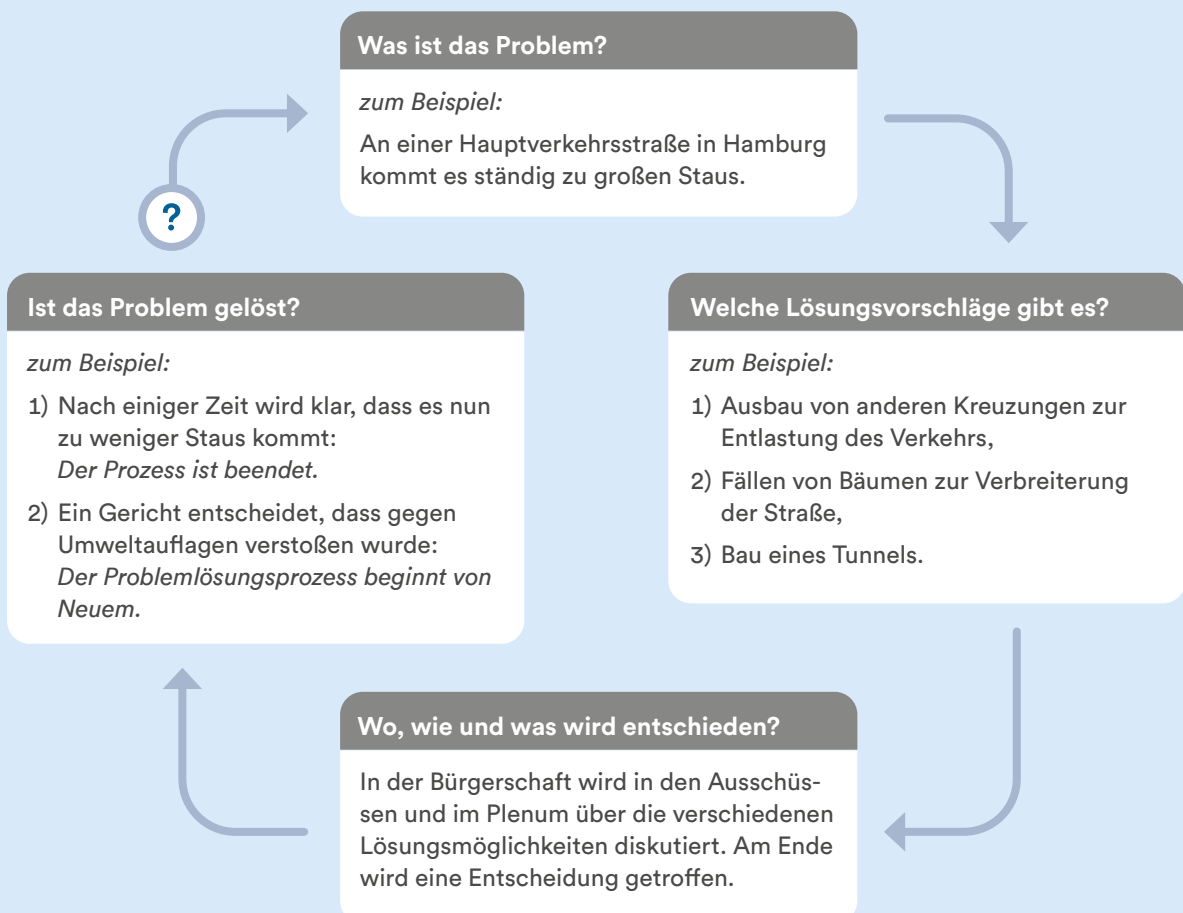 Was ist das Problem?
zum Beispiel:
An einer Hauptverkehrsstraße in Hamburg
kommt es ständig zu großen Staus.
?
Welche Lösungsvorschläge gibt es?
zum Beispiel:
1) Ausbau von anderen Kreuzungen zur
Entlastung des Verkehrs,
2) Fällen von Bäumen zur Verbreiterung
der Straße,
3) Bau eines Tunnels.
Wo, wie und was wird entschieden?
In der Bürgerschaft wird in den Ausschüs-
sen und im Plenum über die verschiedenen
Lösungsmöglichkeiten diskutiert. Am Ende
wird eine Entscheidung getroffen.
Ist das Problem gelöst?
zum Beispiel:
1) Nach einiger Zeit wird klar, dass es nun
zu weniger Staus kommt:
Der Prozess ist beendet.
2) Ein Gericht entscheidet, dass gegen
Umweltauflagen verstoßen wurde:
Der Problemlösungsprozess beginnt von
Neuem.